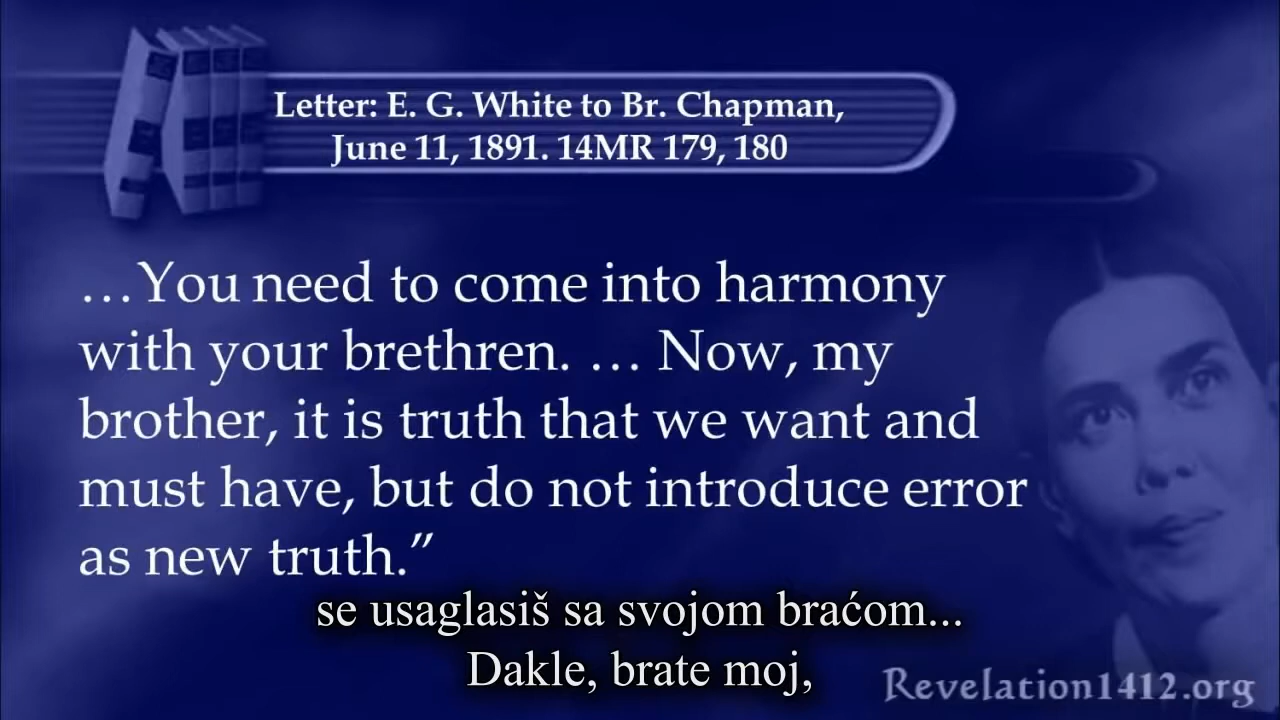 Letter: E. G. White to Br. Chapman,
June 11, 1891. 14MR 179, 180
…You need to come into harmony
with your brethren. … Now, my
brother, it is truth that we want and
must have, but do not introduce error
as new truth.”
se usaglasiš sa svojom braćom...
Dakle, brate moj,
Revelation1412.org